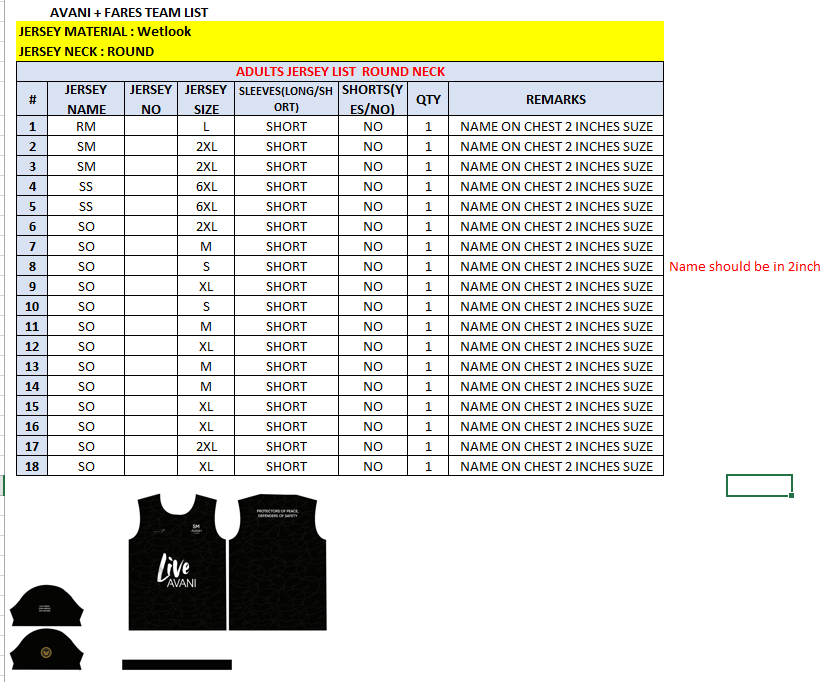 AVANI + FARES TEAM LIST
JERSEY MATERIAL : Wetlook
JERSEY NECK : ROUND
ADULTS JERSEY LIST  ROUND NECK
# JERSEY NAME JERSEY NO JERSEY SIZE SLEEVES(LONG/SHORT) SHORTS(YES/NO) QTY REMARKS
1 RM L SHORT NO 1 NAME ON CHEST 2 INCHES SUZE
2 SM 2XL SHORT NO 1 NAME ON CHEST 2 INCHES SUZE
3 SM 2XL SHORT NO 1 NAME ON CHEST 2 INCHES SUZE
4 SS 6XL SHORT NO 1 NAME ON CHEST 2 INCHES SUZE
5 SS 6XL SHORT NO 1 NAME ON CHEST 2 INCHES SUZE
6 SO 2XL SHORT NO 1 NAME ON CHEST 2 INCHES SUZE
7 SO M SHORT NO 1 NAME ON CHEST 2 INCHES SUZE
8 SO S SHORT NO 1 NAME ON CHEST 2 INCHES SUZE Name should be in 2inch
9 SO XL SHORT NO 1 NAME ON CHEST 2 INCHES SUZE
10 SO S SHORT NO 1 NAME ON CHEST 2 INCHES SUZE
11 SO M SHORT NO 1 NAME ON CHEST 2 INCHES SUZE
12 SO XL SHORT NO 1 NAME ON CHEST 2 INCHES SUZE
13 SO M SHORT NO 1 NAME ON CHEST 2 INCHES SUZE
14 SO M SHORT NO 1 NAME ON CHEST 2 INCHES SUZE
15 SO XL SHORT NO 1 NAME ON CHEST 2 INCHES SUZE
16 SO XL SHORT NO 1 NAME ON CHEST 2 INCHES SUZE
17 SO 2XL SHORT NO 1 NAME ON CHEST 2 INCHES SUZE
18 SO XL SHORT NO 1 NAME ON CHEST 2 INCHES SUZE
PROTECTORS OF PEACE,
DEFENDERS OF SAFETY
SM
Live
AVANI